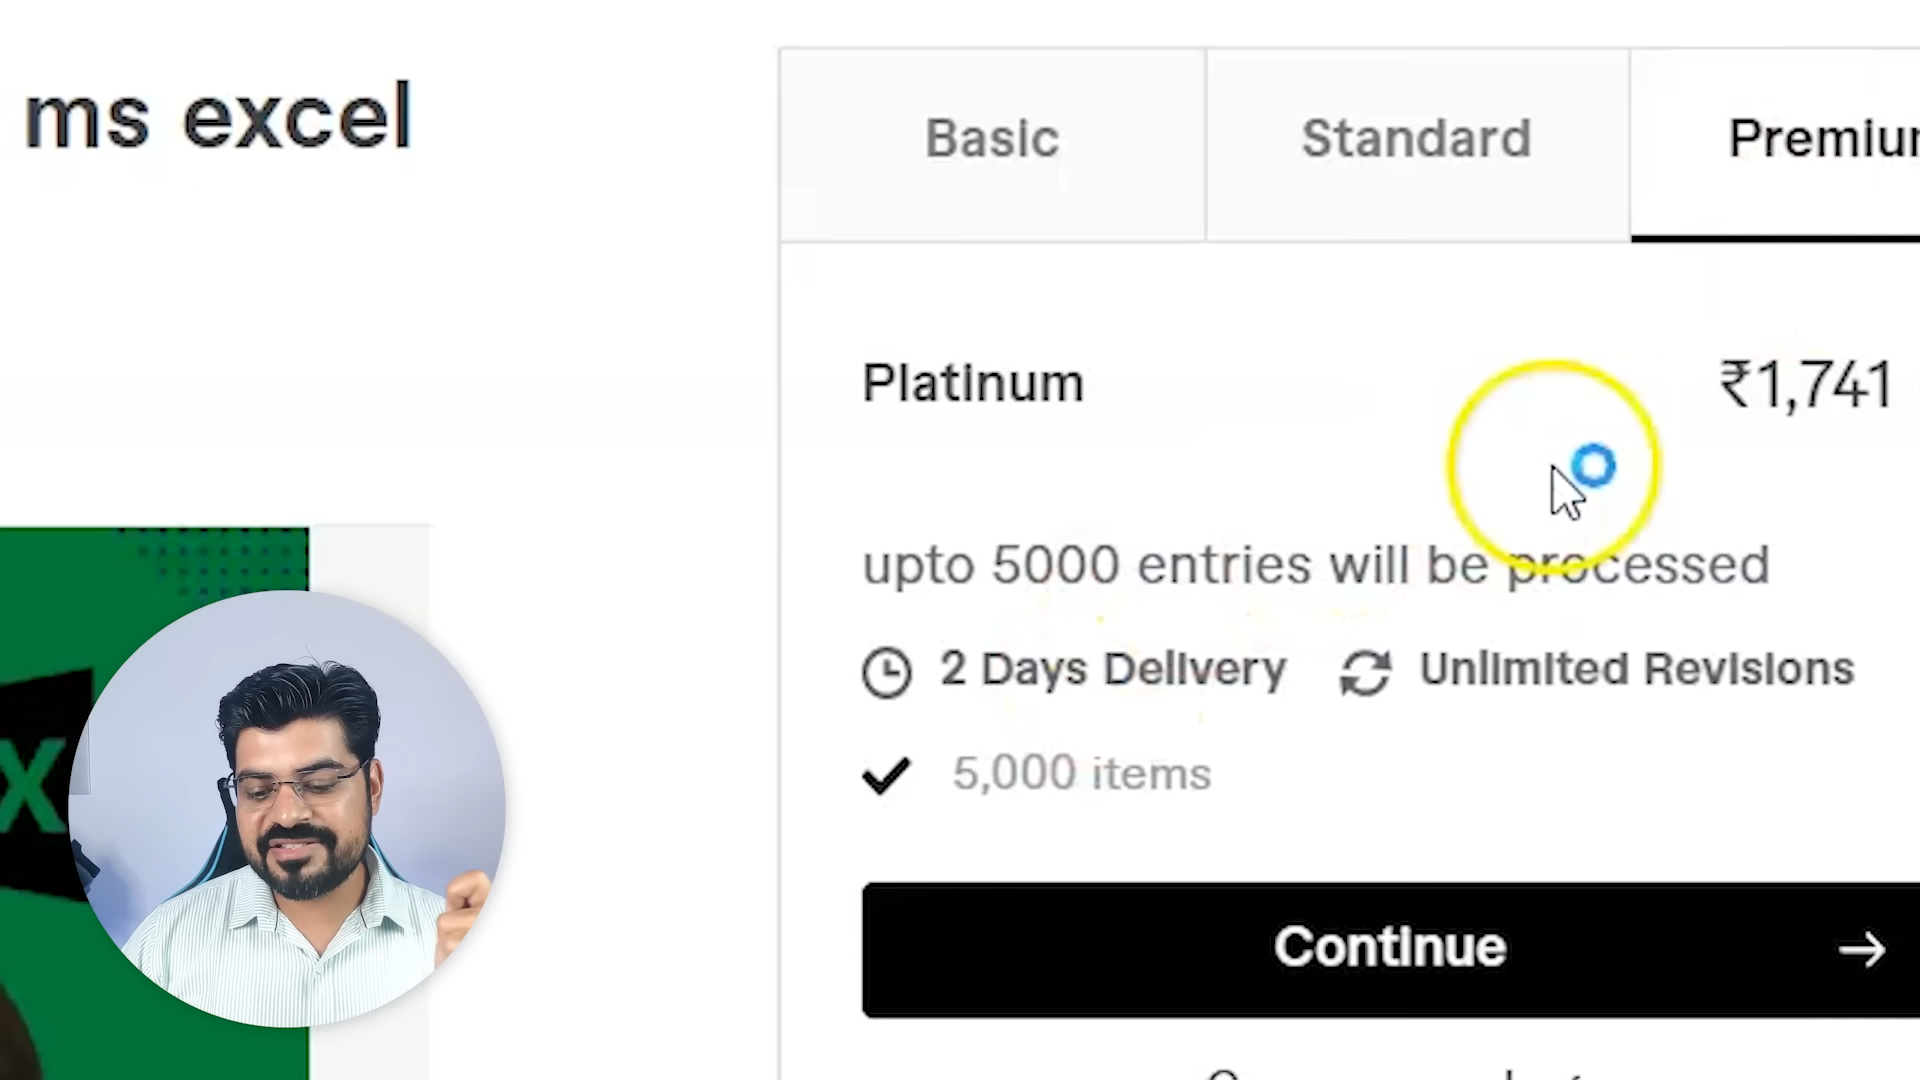 ms excel
Basic
Standard
Premium
Platinum
₹1,741
upto 5000 entries will be processed
2 Days Delivery
Unlimited Revisions
5,000 items
Continue
X